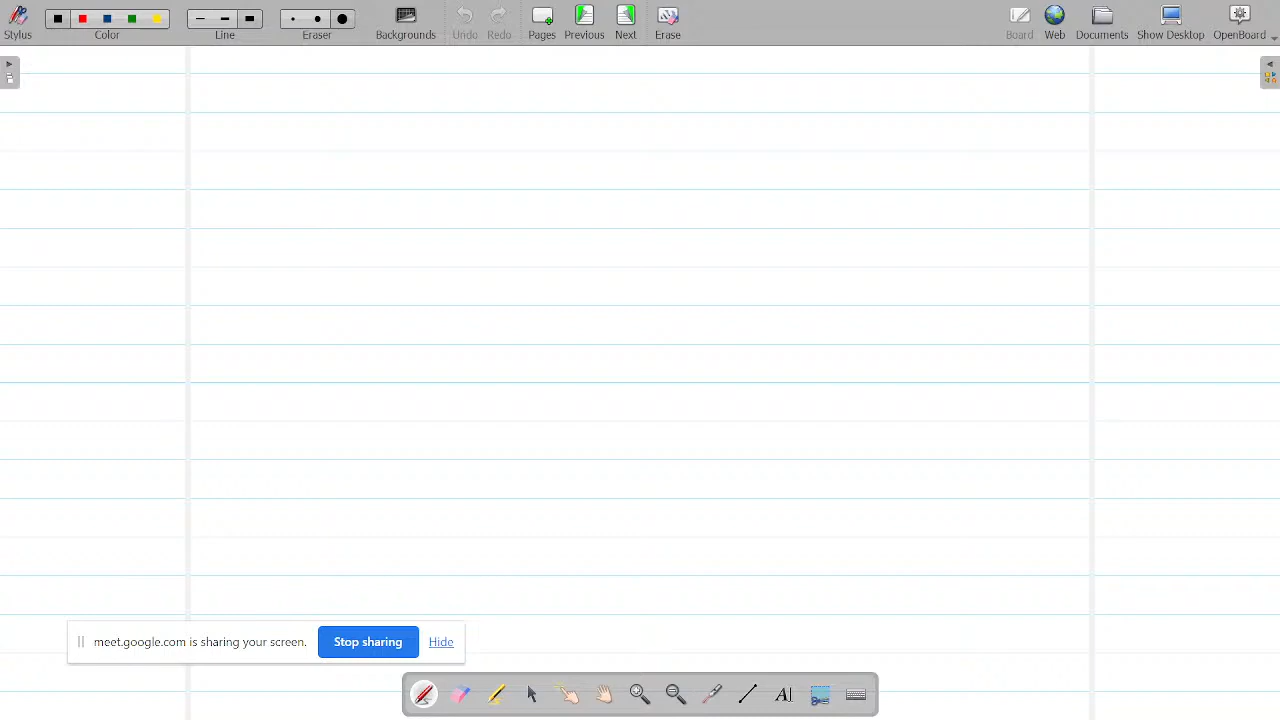 Stylus Color Line Eraser Backgrounds Undo Redo Pages Previous Next Erase Board Web Documents Show Desktop OpenBoard
meet.google.com is sharing your screen. Stop sharing Hide